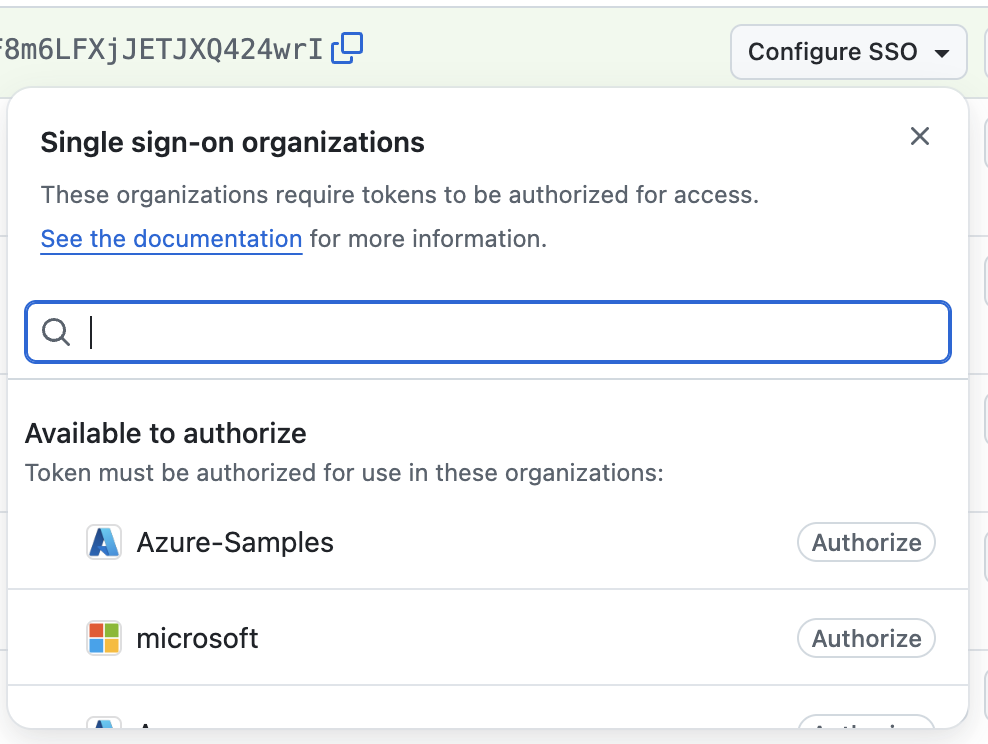 f8m6LFXjJETJXQ424wrI
Configure SSO
Single sign-on organizations
These organizations require tokens to be authorized for access.
See the documentation for more information.
Available to authorize
Token must be authorized for use in these organizations:
Azure-Samples
Authorize
microsoft
Authorize